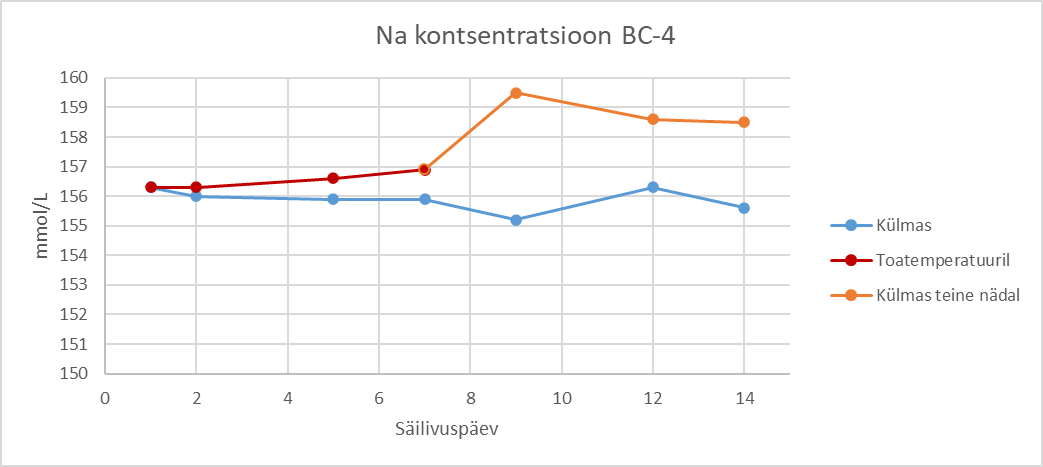 Na kontsentratsioon BC-4
mmol/L
160
159
158
157
156
155
154
153
152
151
150
0 2 4 6 8 10 12 14
Säilivuspäev
Külmas
Toatemperatuuril
Külmas teine nädal